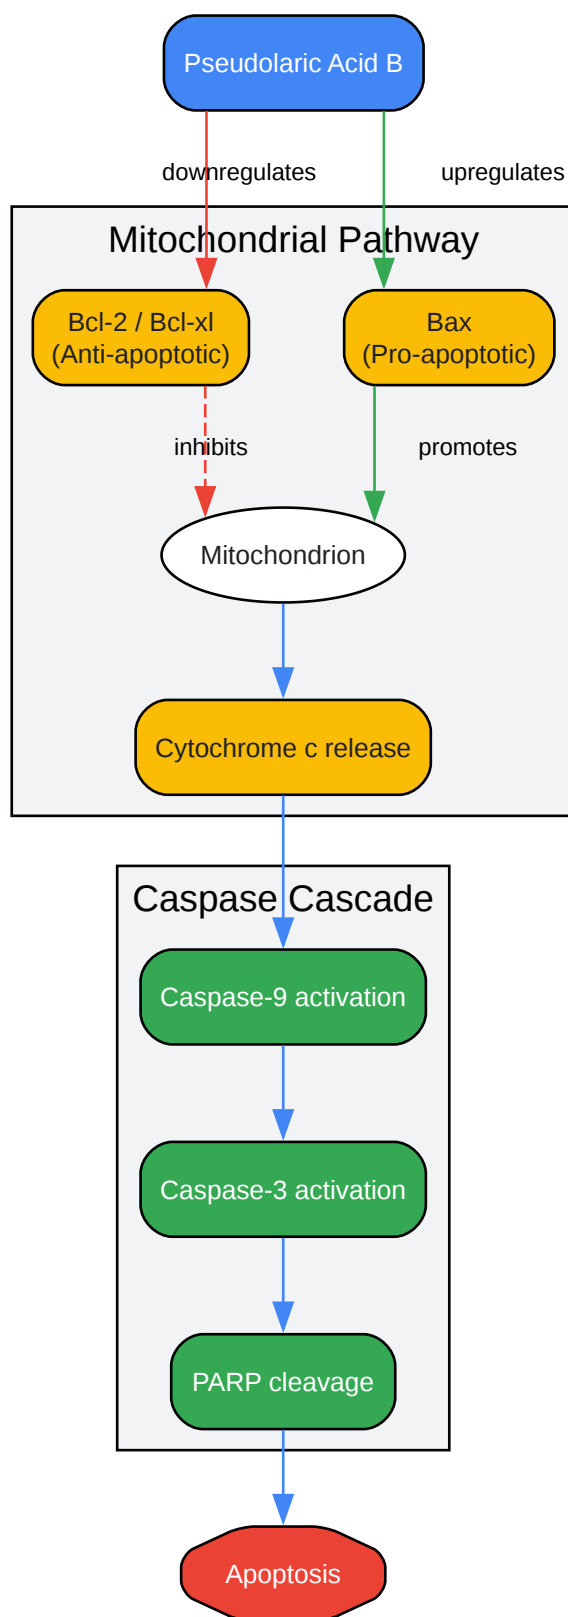 Pseudolaric Acid B
downregulates
upregulates
Mitochondrial Pathway
Bcl-2 / Bcl-xl
(Anti-apoptotic)
Bax
(Pro-apoptotic)
inhibits
promotes
Mitochondrion
Cytochrome c release
Caspase Cascade
Caspase-9 activation
Caspase-3 activation
PARP cleavage
Apoptosis